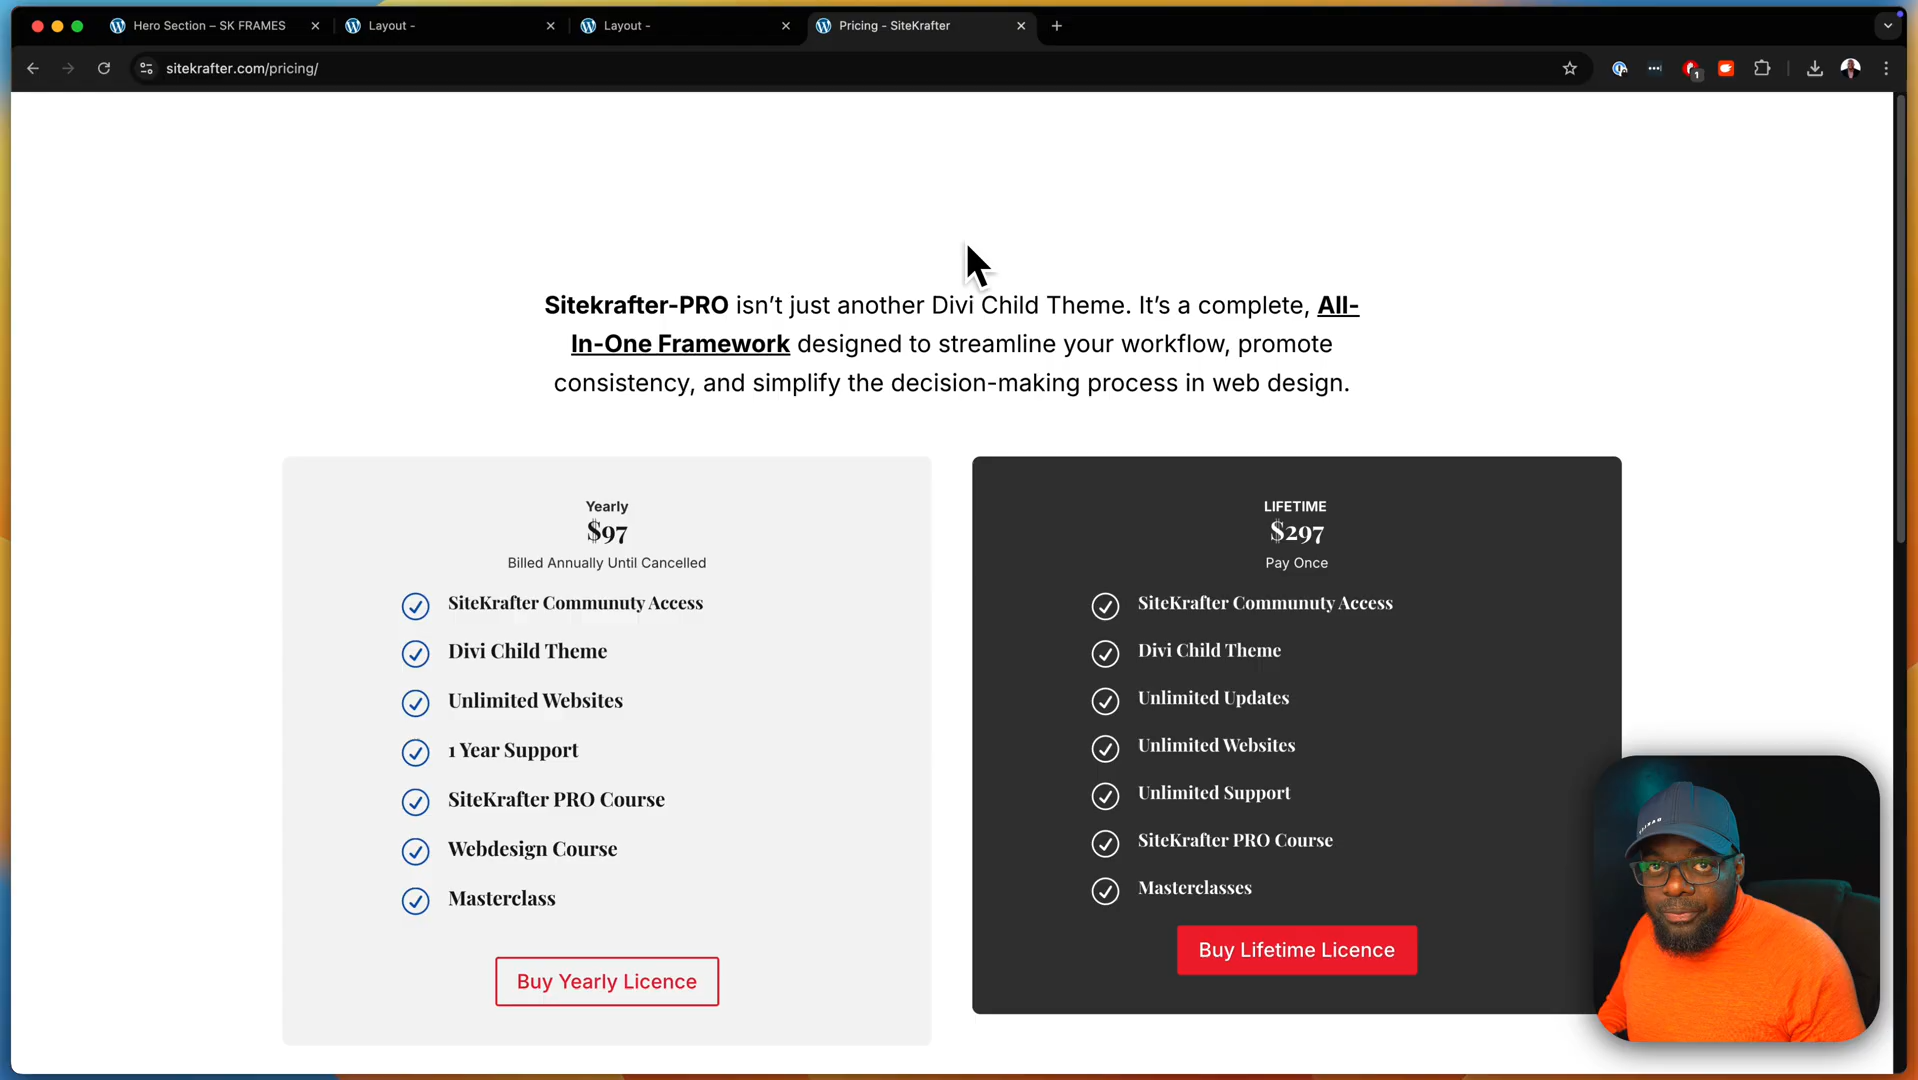 Hero Section – SK FRAMES
Layout -
Layout -
Pricing - SiteKrafter
sitekrafter.com/pricing/
1
Sitekrafter-PRO isn’t just another Divi Child Theme. It’s a complete, All-
In-One Framework designed to streamline your workflow, promote
consistency, and simplify the decision-making process in web design.
Yearly
$97
Billed Annually Until Cancelled
SiteKrafter Communuty Access
Divi Child Theme
Unlimited Websites
1 Year Support
SiteKrafter PRO Course
Webdesign Course
Masterclass
Buy Yearly Licence
LIFETIME
$297
Pay Once
SiteKrafter Communuty Access
Divi Child Theme
Unlimited Updates
Unlimited Websites
Unlimited Support
SiteKrafter PRO Course
Masterclasses
Buy Lifetime Licence